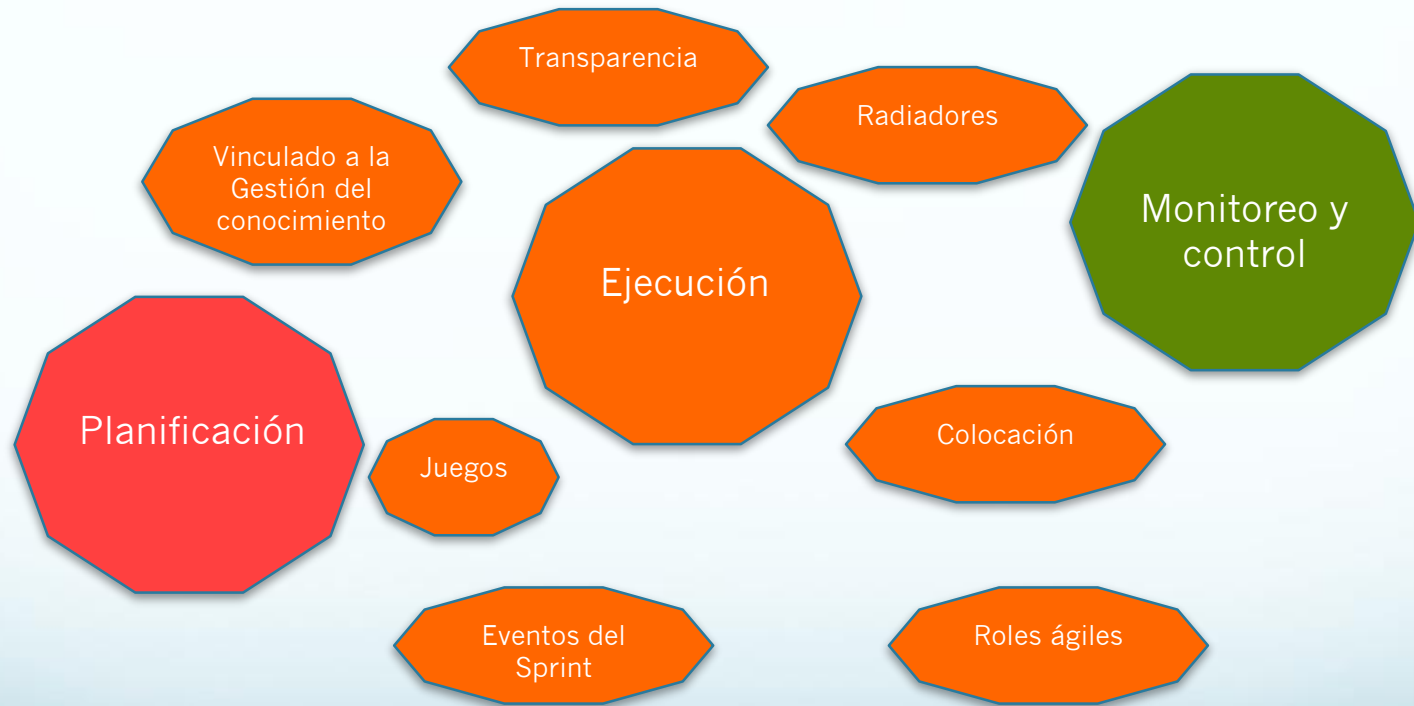 Transparencia
Radiadores
Vinculado a la
Gestión del
conocimiento
Monitoreo y
control
Ejecución
Planificación
Colocación
Juegos
Eventos del
Sprint
Roles ágiles